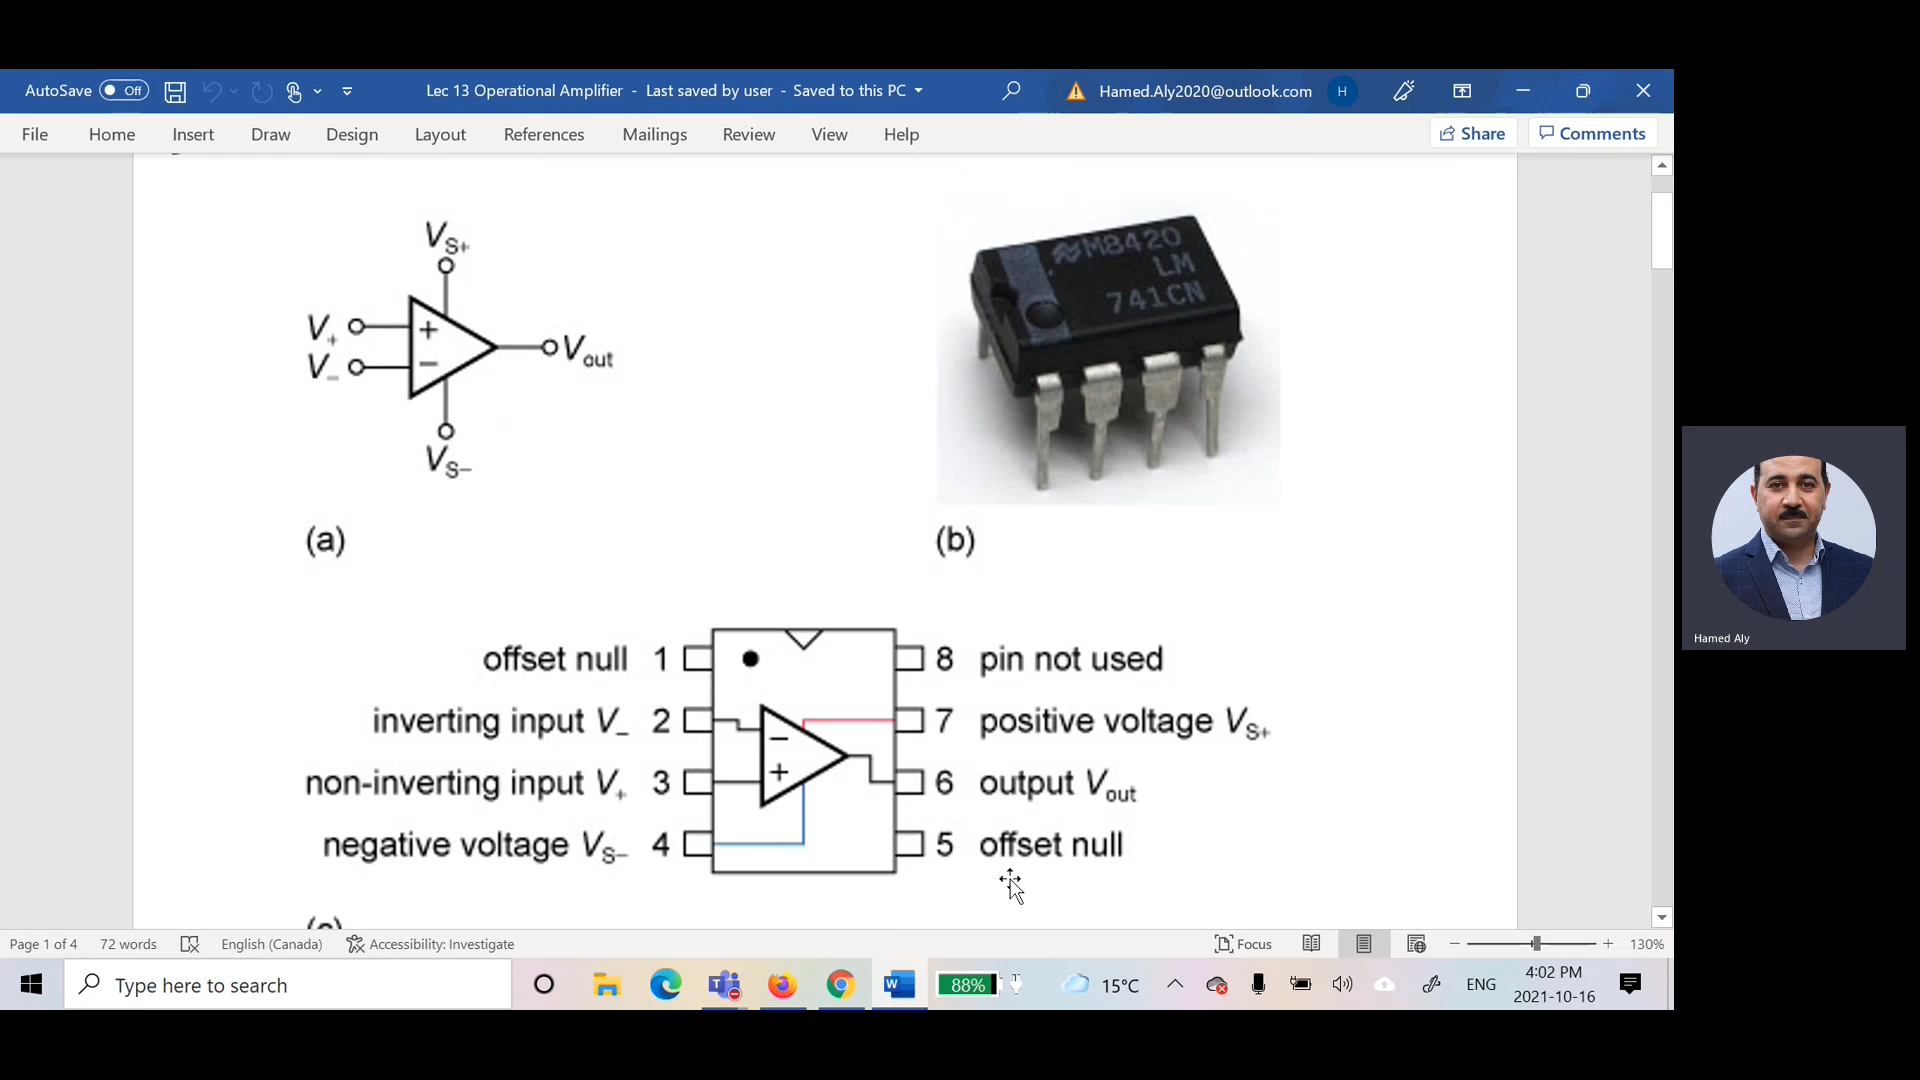 AutoSave Off Lec 13 Operational Amplifier - Last saved by user - Saved to this PC Hamed.Aly2020@outlook.com H
File Home Insert Draw Design Layout References Mailings Review View Help Share Comments
VS+
V+
V−
+
−
Vout
VS−
(a)
M8420
LM
741CN
(b)
offset null 1 8 pin not used
inverting input V− 2 − 7 positive voltage VS+
non-inverting input V+ 3 + 6 output Vout
negative voltage VS− 4 5 offset null
Hamed Aly
Page 1 of 4 72 words English (Canada) Accessibility: Investigate Focus 130%
Type here to search 88% 15°C ENG 4:02 PM
2021-10-16